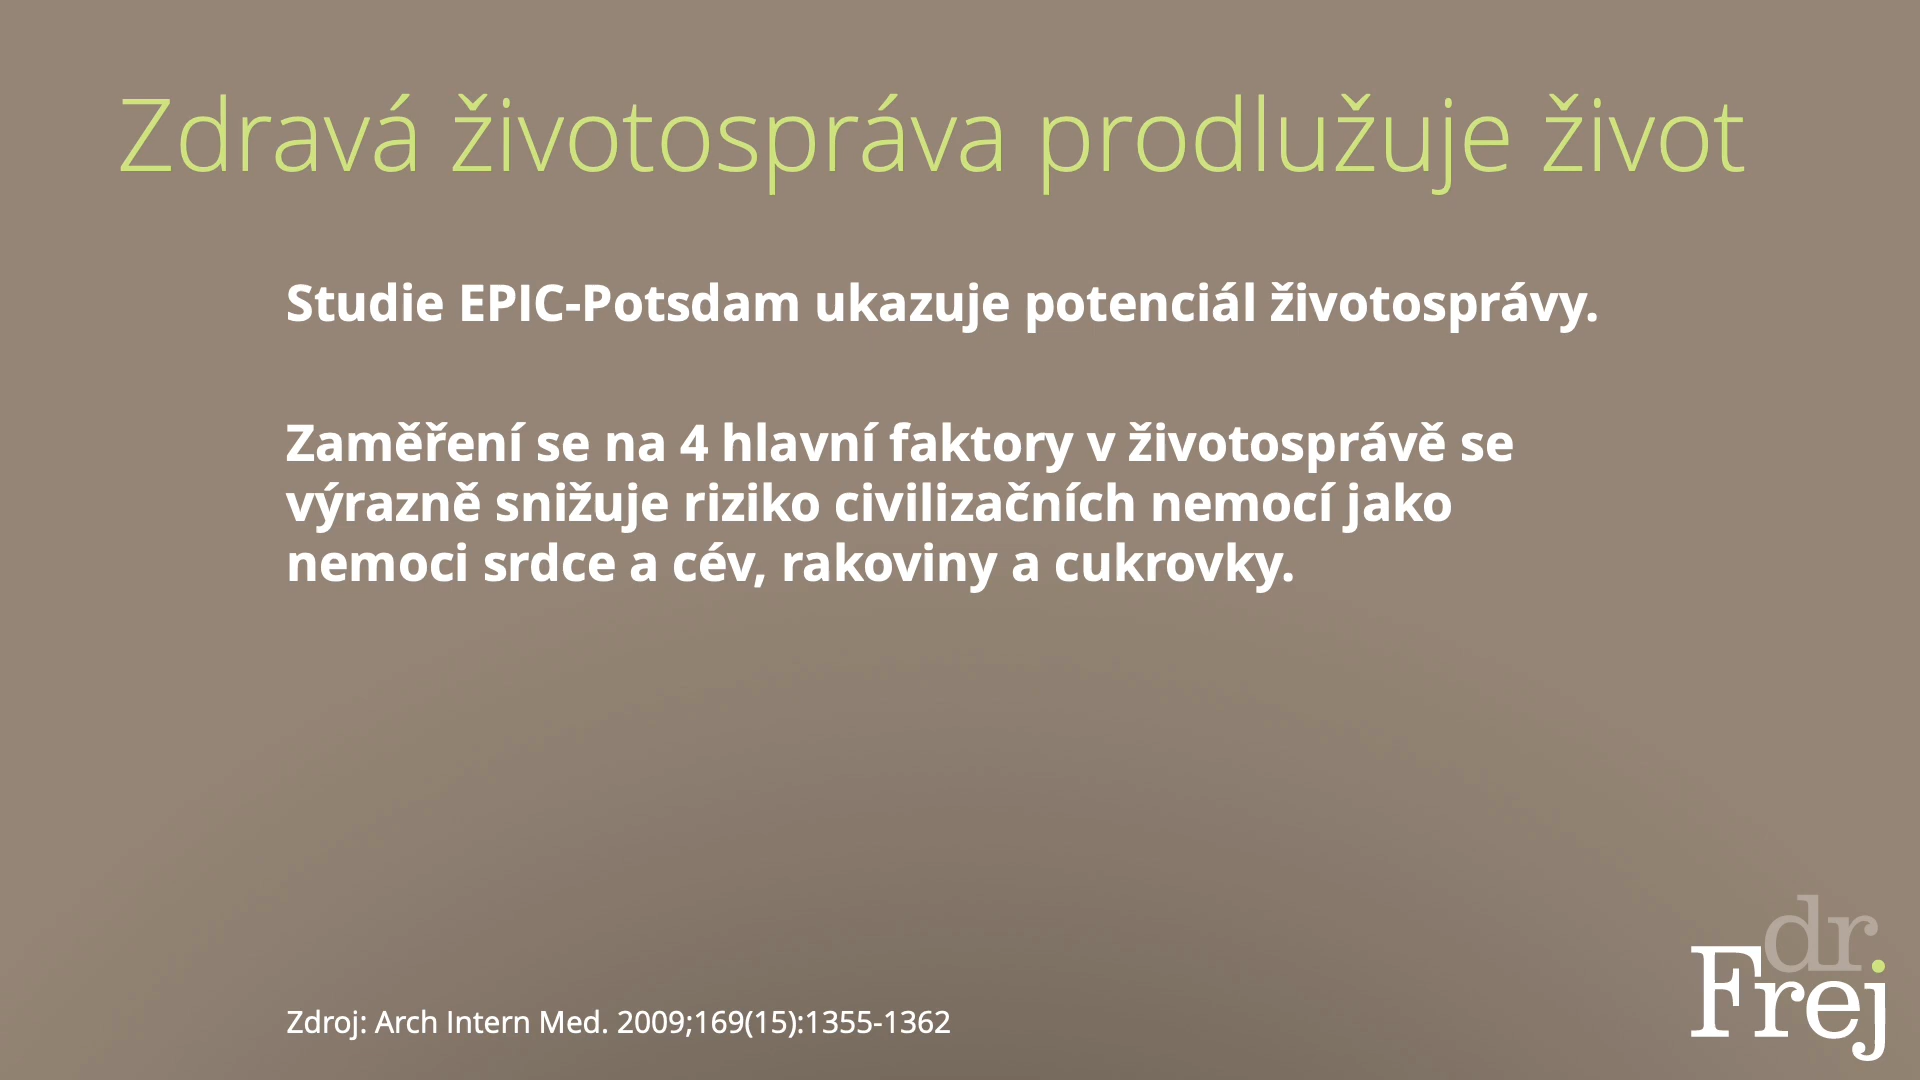 Zdravá životospráva prodlužuje život
Studie EPIC-Potsdam ukazuje potenciál životosprávy.
Zaměření se na 4 hlavní faktory v životosprávě se
výrazně snižuje riziko civilizačních nemocí jako
nemoci srdce a cév, rakoviny a cukrovky.
Zdroj: Arch Intern Med. 2009;169(15):1355-1362
dr.
Frej